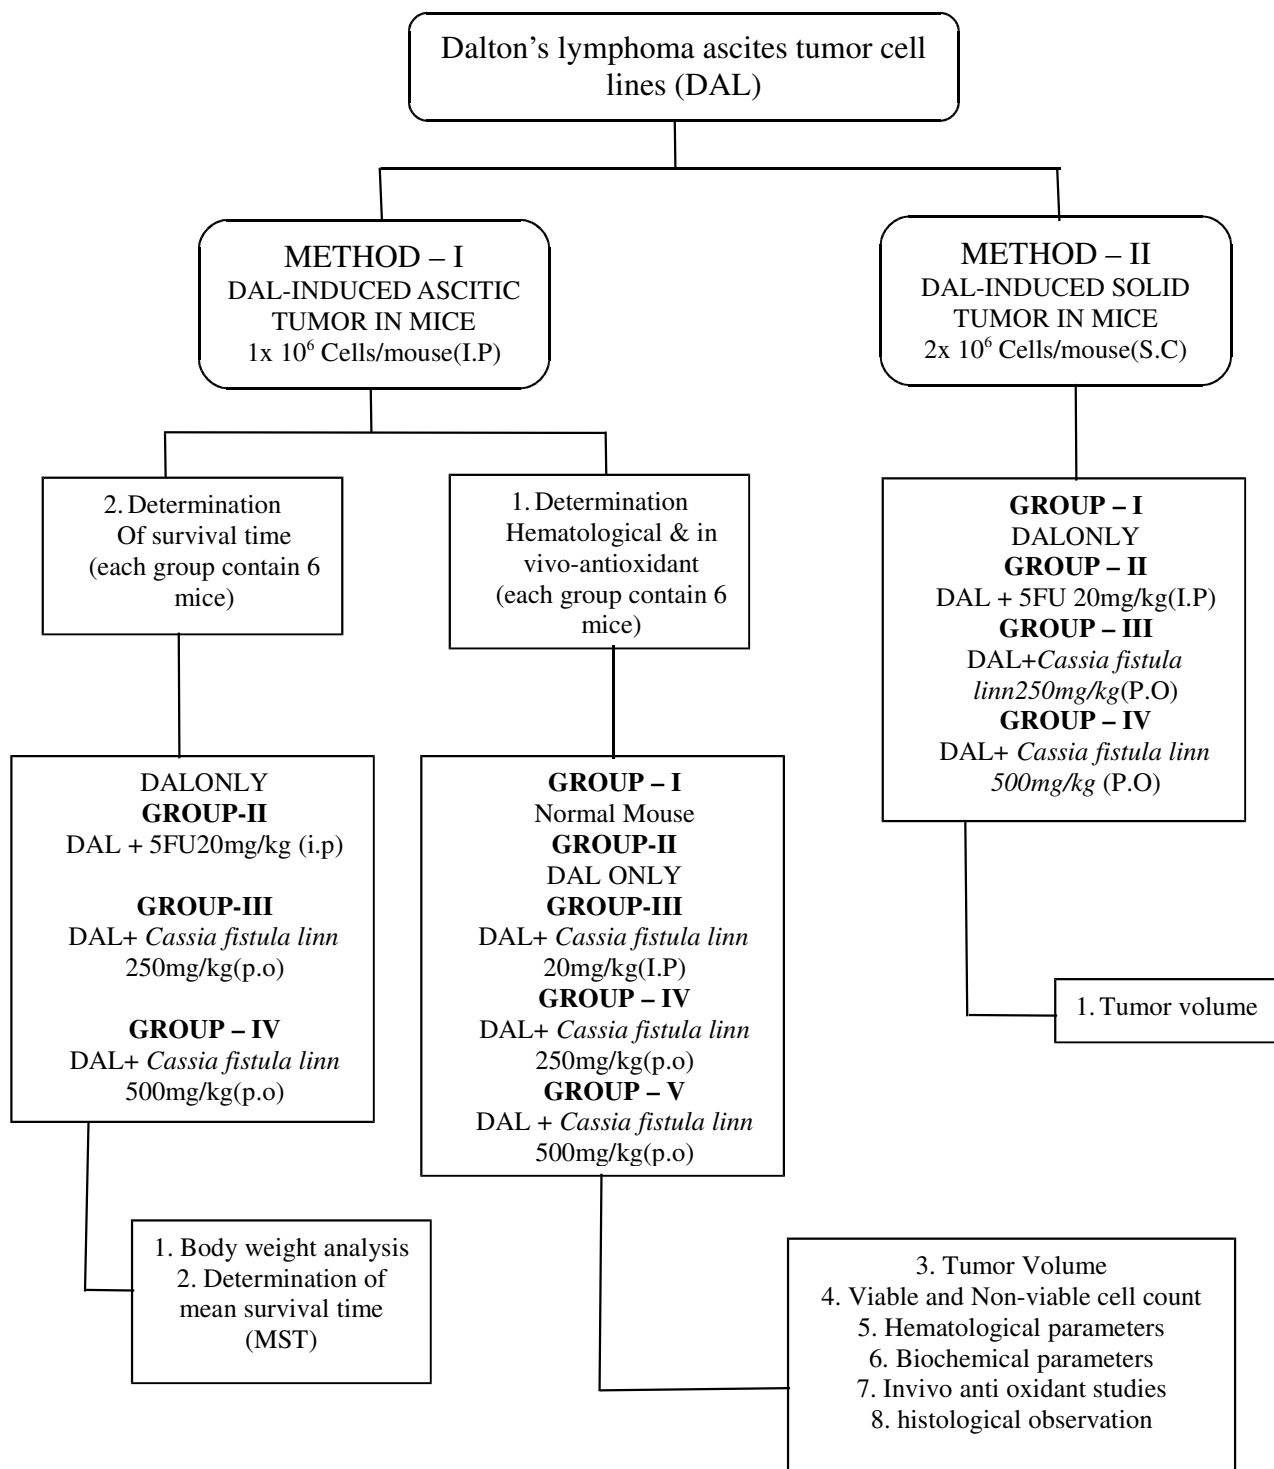 Dalton’s lymphoma ascites tumor cell
lines (DAL)
METHOD – I
DAL-INDUCED ASCITIC
TUMOR IN MICE
1x 10⁶ Cells/mouse(I.P)
METHOD – II
DAL-INDUCED SOLID
TUMOR IN MICE
2x 10⁶ Cells/mouse(S.C)
2. Determination
Of survival time
(each group contain 6
mice)
1. Determination
Hematological & in
vivo-antioxidant
(each group contain 6
mice)
GROUP – I
DALONLY
GROUP – II
DAL + 5FU 20mg/kg(I.P)
GROUP – III
DAL+Cassia fistula
linn250mg/kg(P.O)
GROUP – IV
DAL+ Cassia fistula linn
500mg/kg (P.O)
DALONLY
GROUP-II
DAL + 5FU20mg/kg (i.p)
GROUP-III
DAL+ Cassia fistula linn
250mg/kg(p.o)
GROUP – IV
DAL+ Cassia fistula linn
500mg/kg(p.o)
GROUP – I
Normal Mouse
GROUP-II
DAL ONLY
GROUP-III
DAL+ Cassia fistula linn
20mg/kg(I.P)
GROUP – IV
DAL+ Cassia fistula linn
250mg/kg(p.o)
GROUP – V
DAL + Cassia fistula linn
500mg/kg(p.o)
1. Tumor volume
1. Body weight analysis
2. Determination of
mean survival time
(MST)
3. Tumor Volume
4. Viable and Non-viable cell count
5. Hematological parameters
6. Biochemical parameters
7. Invivo anti oxidant studies
8. histological observation